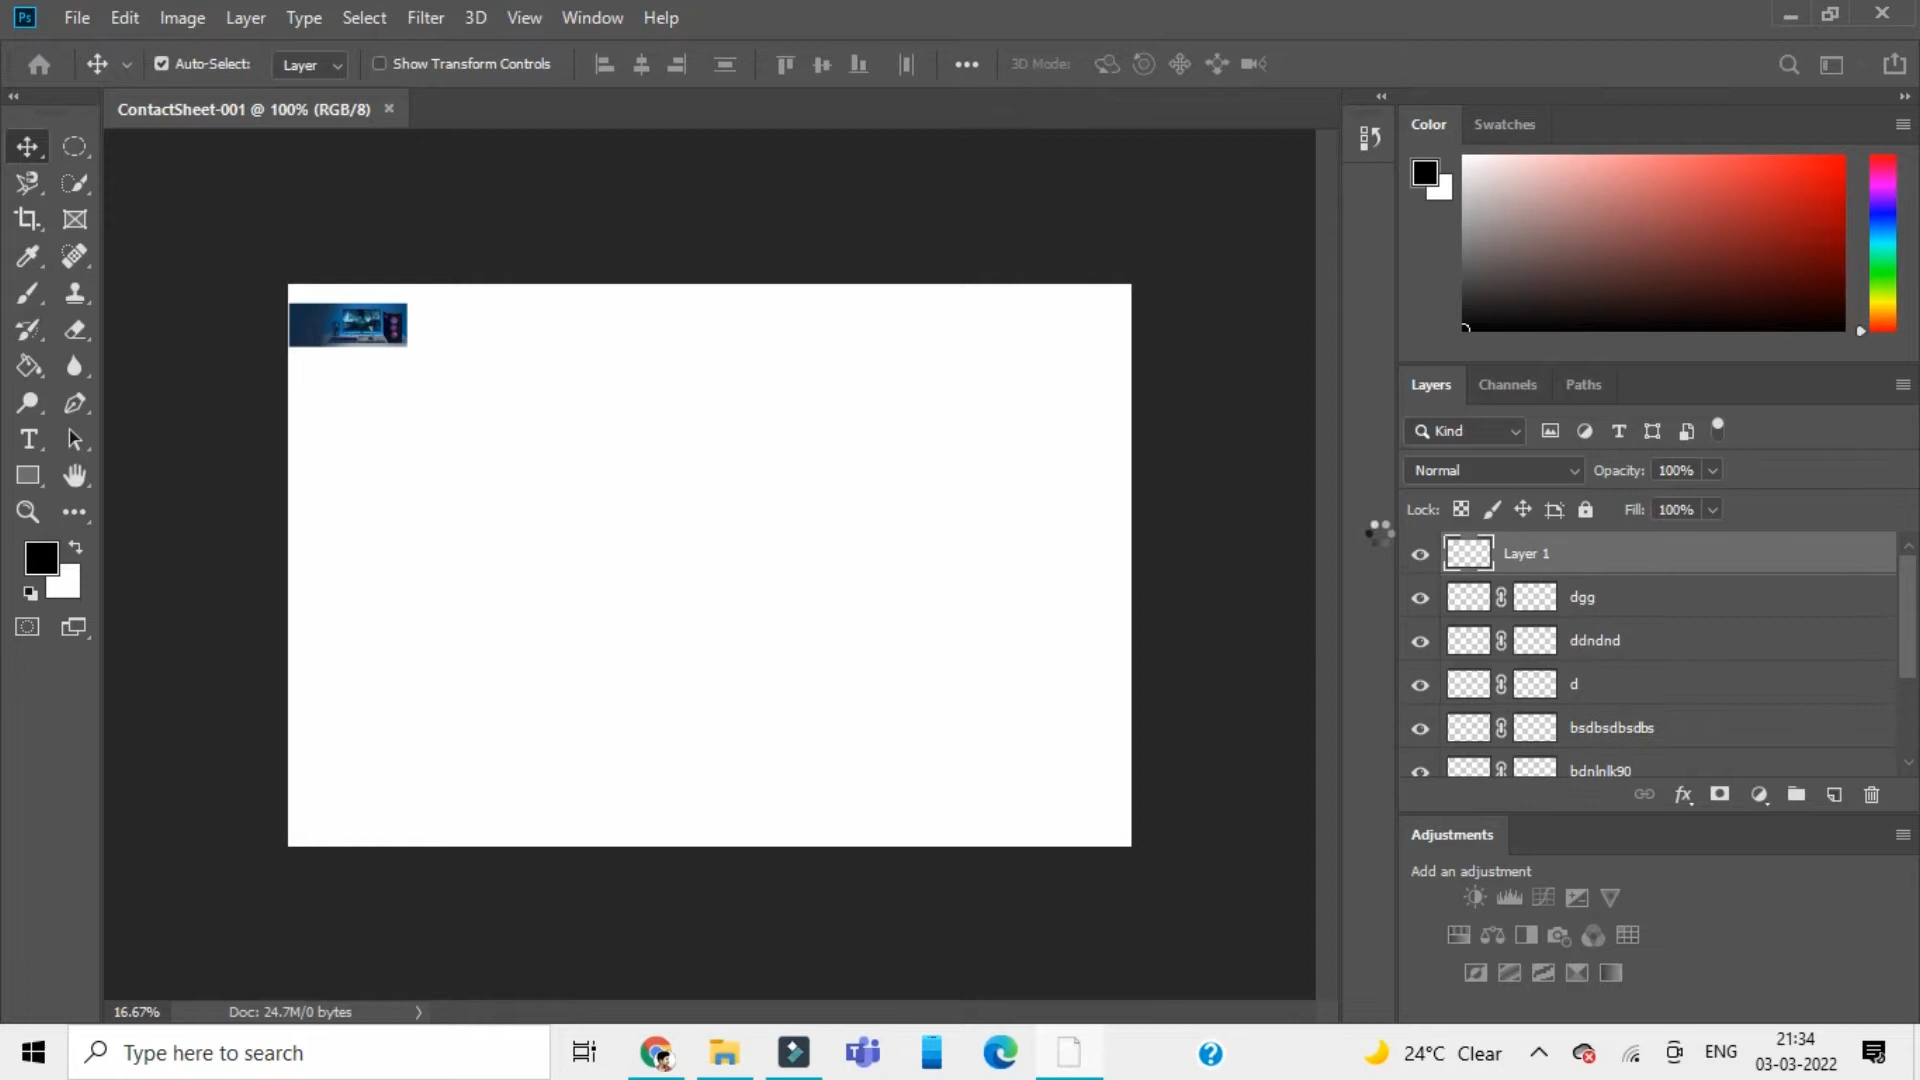 Ps File Edit Image Layer Type Select Filter 3D View Window Help
Auto-Select: Layer Show Transform Controls 3D Mode:
ContactSheet-001 @ 100% (RGB/8)
Color Swatches
Layers Channels Paths
Kind
Normal Opacity: 100%
Lock: Fill: 100%
Layer 1
dgg
ddndnd
d
bsdbsdbsdbs
bdnlnlk90
Adjustments
Add an adjustment
16.67% Doc: 24.7M/0 bytes
Type here to search
24°C Clear
ENG
21:34
03-03-2022